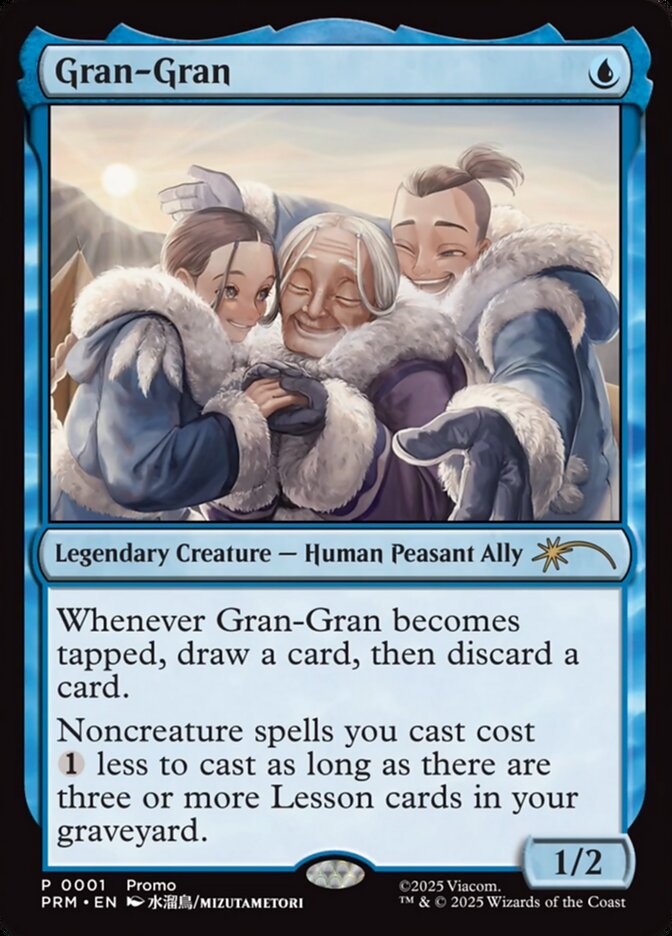 Gran-Gran
Legendary Creature – Human Peasant Ally
Whenever Gran-Gran becomes
tapped, draw a card, then discard a
card.
Noncreature spells you cast cost
1 less to cast as long as there are
three or more Lesson cards in your
graveyard.
1/2
P 0001 Promo
PRM • EN 水溜鳥/MIZUTAMETORI
©2025 Viacom.
™ & © 2025 Wizards of the Coast